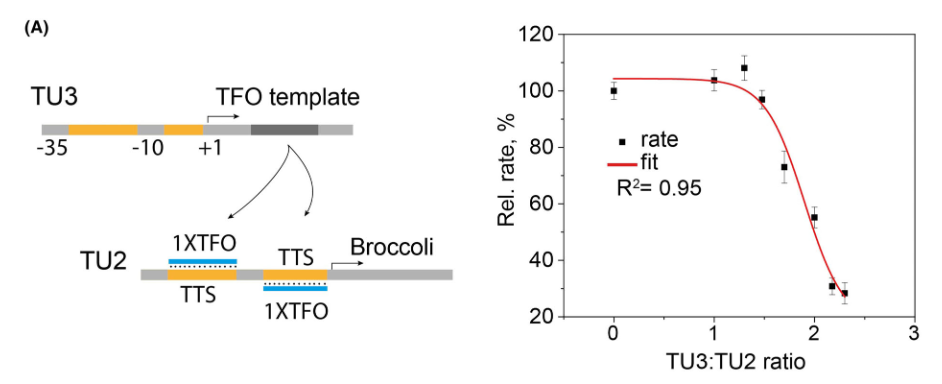 (A)
TU3
TFO template
-35
-10
+1
1XTFO
TTS
Broccoli
TU2
TTS
1XTFO
120
100
80
60
40
20
Rel. rate, %
rate
fit
R²= 0.95
0
1
2
3
TU3:TU2 ratio